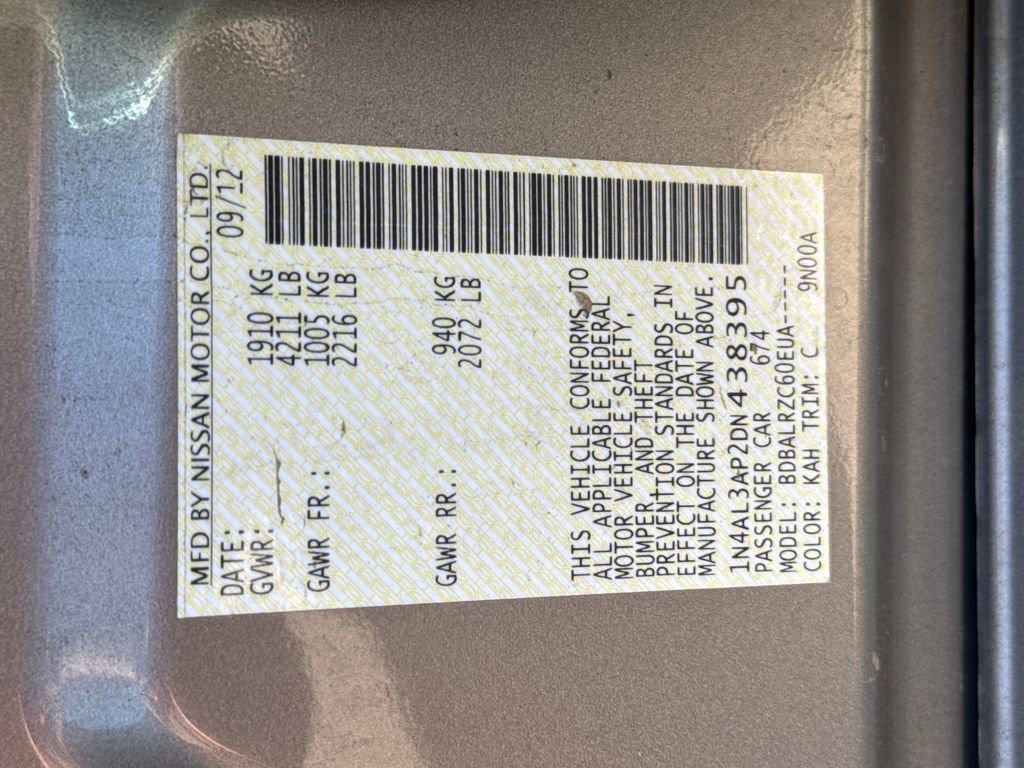 MFD BY NISSAN MOTOR CO., LTD.
DATE: 09/12
GVWR: 1910 KG
4211 LB
GAWR FR.: 1005 KG
2216 LB
GAWR RR.: 940 KG
2072 LB
THIS VEHICLE CONFORMS TO
ALL APPLICABLE FEDERAL
MOTOR VEHICLE SAFETY,
BUMPER, AND THEFT
PREVENTION STANDARDS IN
EFFECT ON THE DATE OF
MANUFACTURE SHOWN ABOVE.
1N4AL3AP2DN438395
PASSENGER CAR 674
MODEL: BDBALRZC60EUA-----
COLOR: KAH TRIM: C 9N00A